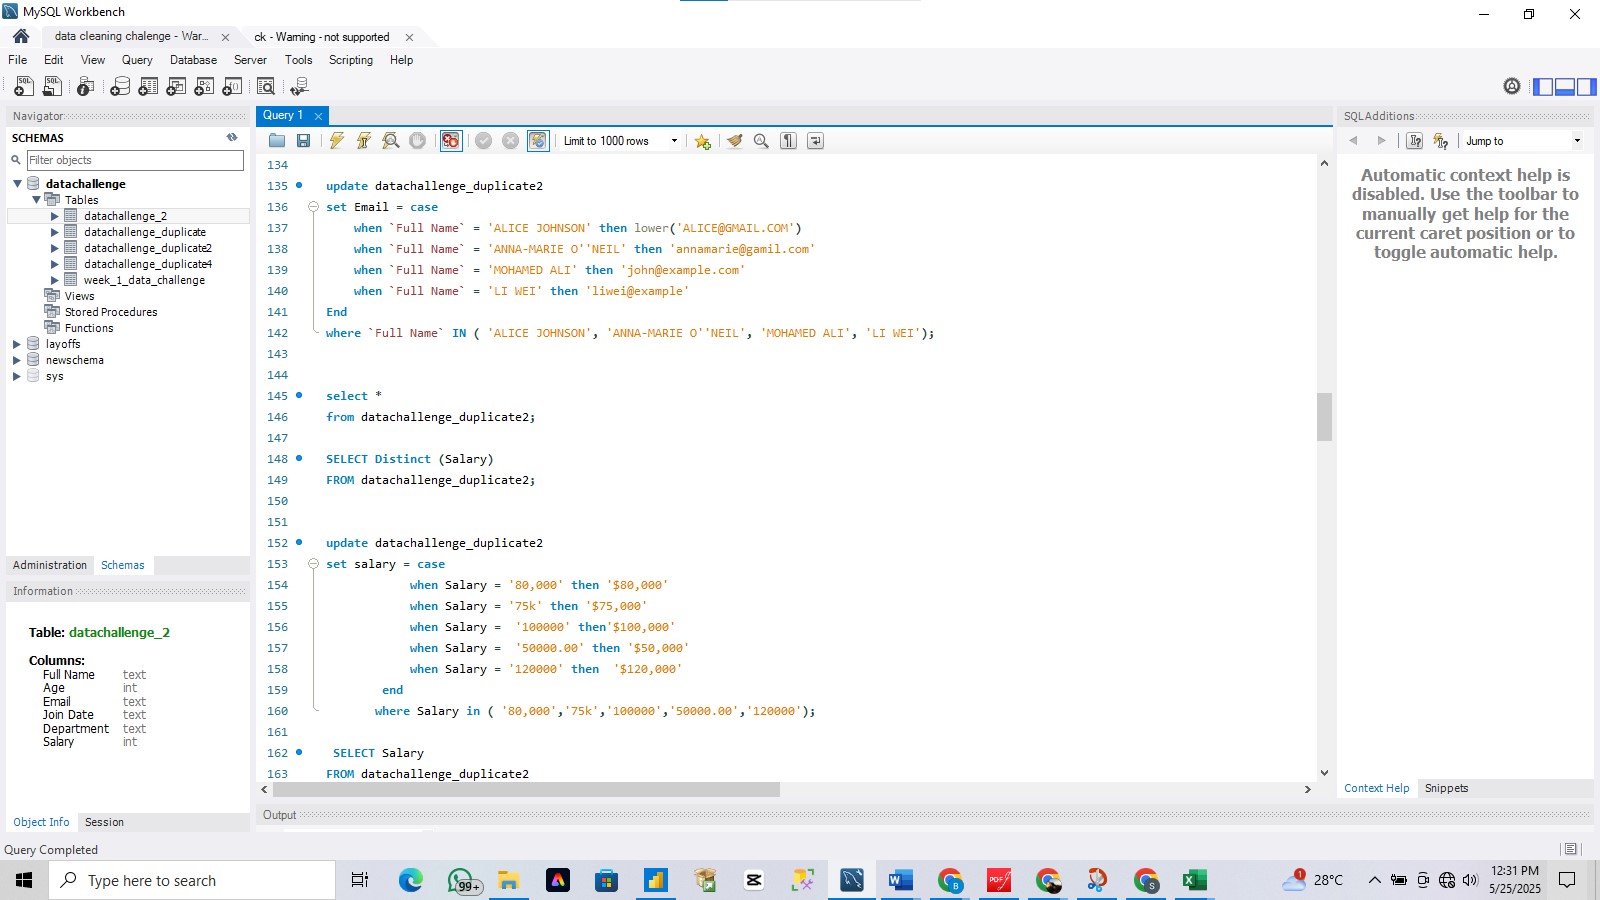 MySQL Workbench
data cleaning chalenge - War...
ck - Warning - not supported
File Edit View Query Database Server Tools Scripting Help
Navigator
SCHEMAS
Filter objects
datachallenge
Tables
datachallenge_2
datachallenge_duplicate
datachallenge_duplicate2
datachallenge_duplicate4
week_1_data_challenge
Views
Stored Procedures
Functions
layoffs
newschema
sys
Administration Schemas
Information
Table: datachallenge_2
Columns:
Full Name text
Age int
Email text
Join Date text
Department text
Salary int
Object Info Session
Query 1
Limit to 1000 rows
134
135 update datachallenge_duplicate2
136 set Email = case
137 when `Full Name` = 'ALICE JOHNSON' then lower('ALICE@GMAIL.COM')
138 when `Full Name` = 'ANNA-MARIE O''NEIL' then 'annamarie@gamil.com'
139 when `Full Name` = 'MOHAMED ALI' then 'john@example.com'
140 when `Full Name` = 'LI WEI' then 'liwei@example'
141 End
142 where `Full Name` IN ( 'ALICE JOHNSON', 'ANNA-MARIE O''NEIL', 'MOHAMED ALI', 'LI WEI');
143
144
145 select *
146 from datachallenge_duplicate2;
147
148 SELECT Distinct (Salary)
149 FROM datachallenge_duplicate2;
150
151
152 update datachallenge_duplicate2
153 set salary = case
154 when Salary = '80,000' then '$80,000'
155 when Salary = '75k' then '$75,000'
156 when Salary = '100000' then'$100,000'
157 when Salary = '50000.00' then '$50,000'
158 when Salary = '120000' then '$120,000'
159 end
160 where Salary in ( '80,000','75k','100000','50000.00','120000');
161
162 SELECT Salary
163 FROM datachallenge_duplicate2
Output
SQLAdditions
Jump to
Automatic context help is
disabled. Use the toolbar to
manually get help for the
current caret position or to
toggle automatic help.
Context Help Snippets
Query Completed
Type here to search
99+
28°C
12:31 PM
5/25/2025